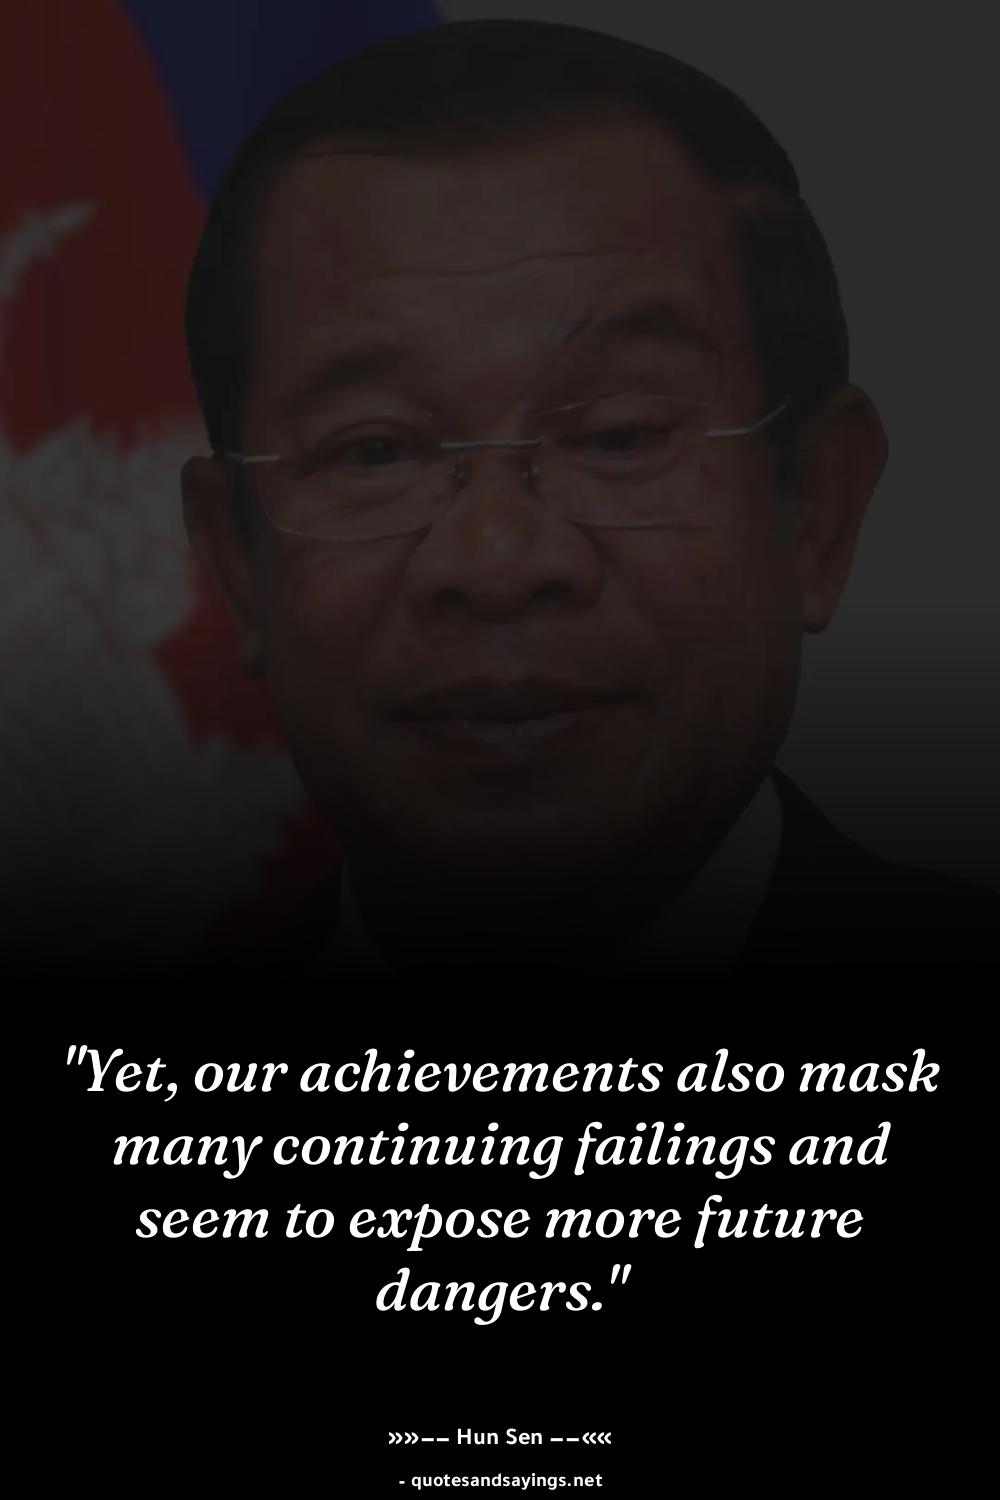 "Yet, our achievements also mask
many continuing failings and
seem to expose more future
dangers."
»»−− Hun Sen −−««
- quotesandsayings.net